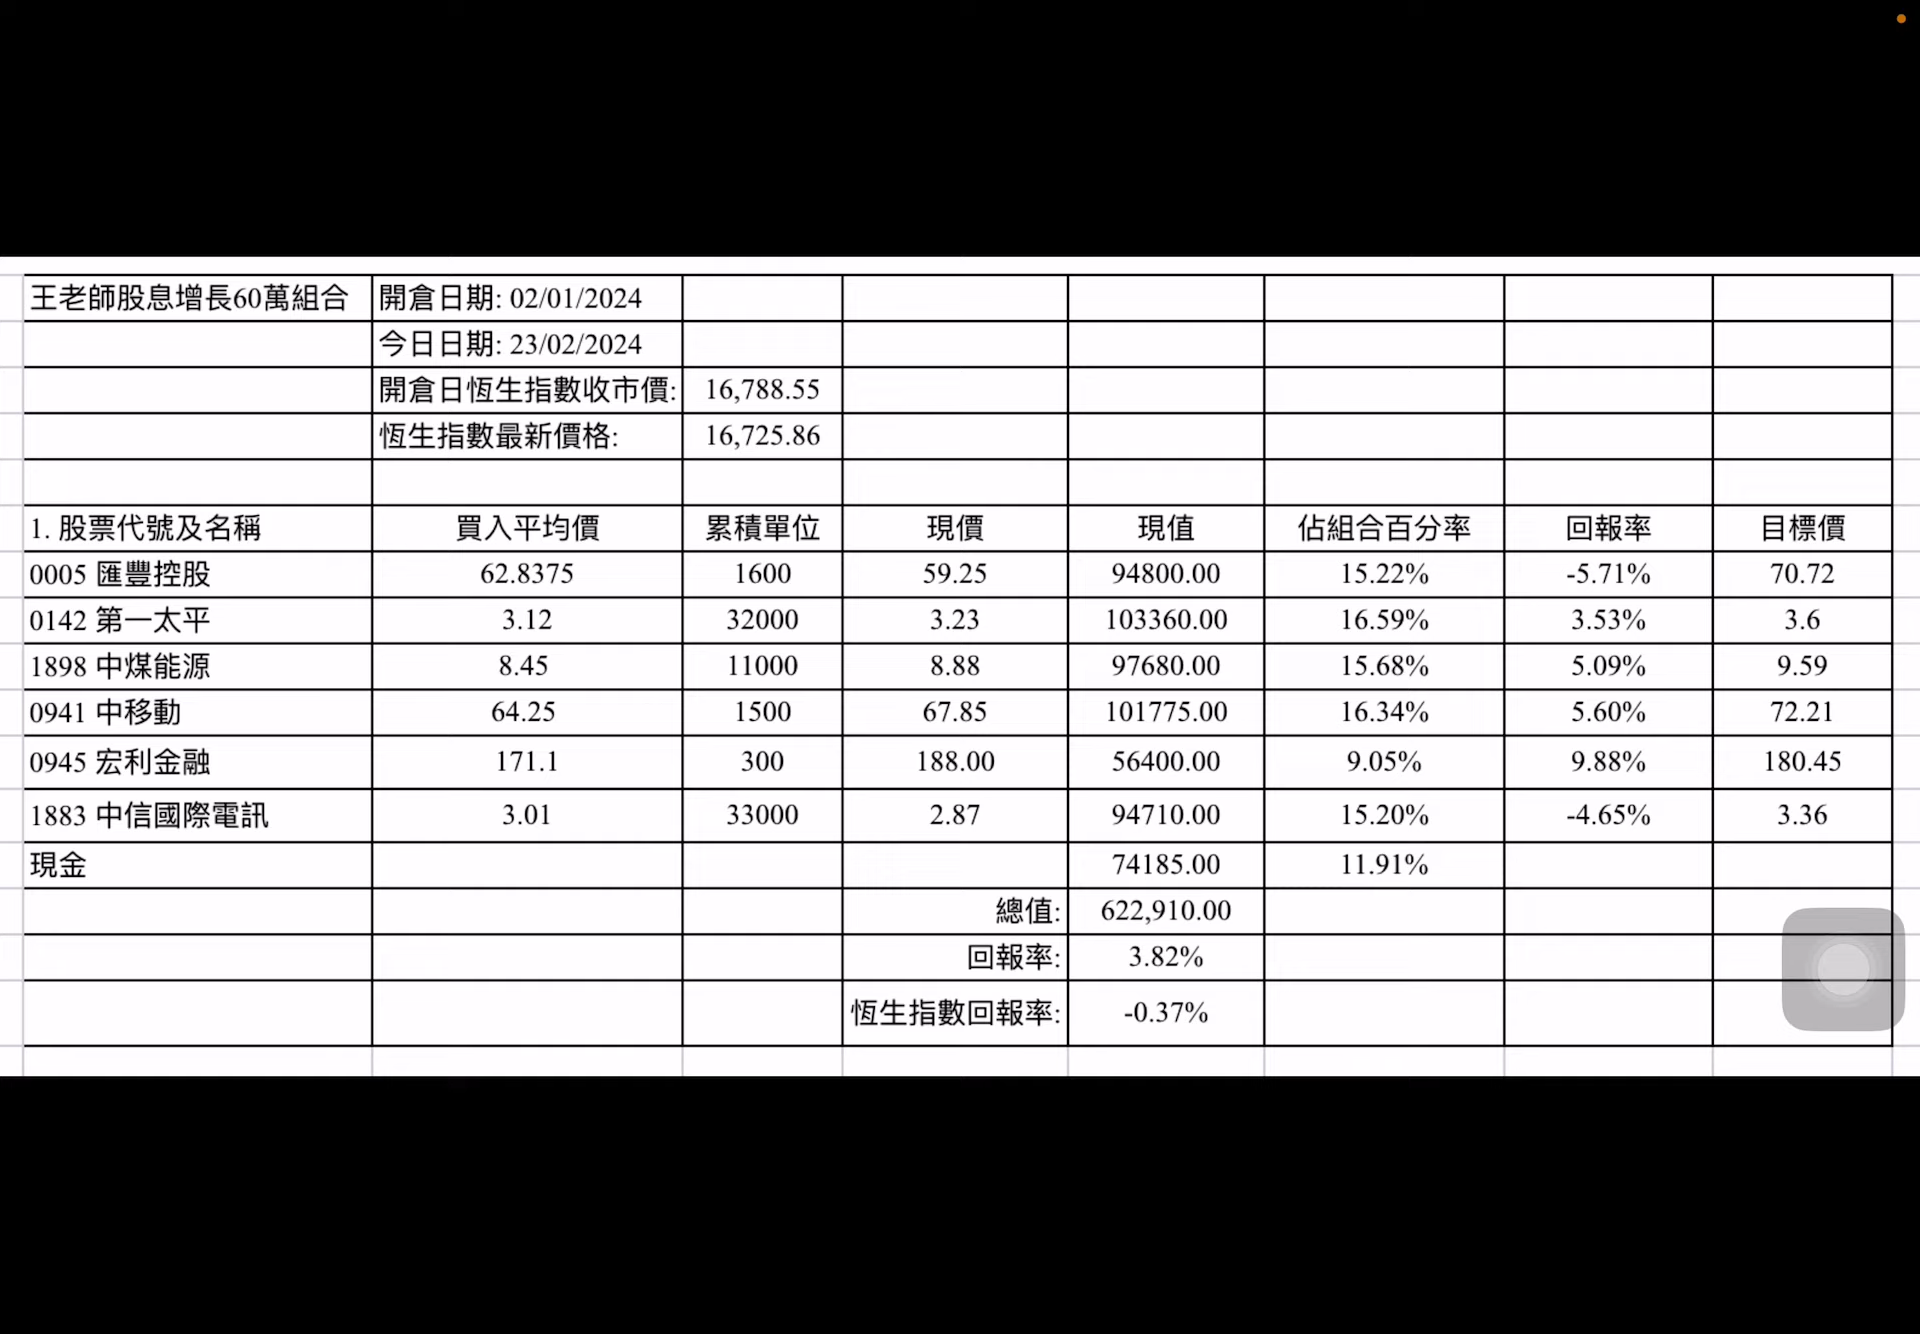 王老師股息增長60萬組合 開倉日期: 02/01/2024
今日日期: 23/02/2024
開倉日恆生指數收市價: 16,788.55
恆生指數最新價格: 16,725.86
1. 股票代號及名稱 買入平均價 累積單位 現價 現值 佔組合百分率 回報率 目標價
0005 匯豐控股 62.8375 1600 59.25 94800.00 15.22% -5.71% 70.72
0142 第一太平 3.12 32000 3.23 103360.00 16.59% 3.53% 3.6
1898 中煤能源 8.45 11000 8.88 97680.00 15.68% 5.09% 9.59
0941 中移動 64.25 1500 67.85 101775.00 16.34% 5.60% 72.21
0945 宏利金融 171.1 300 188.00 56400.00 9.05% 9.88% 180.45
1883 中信國際電訊 3.01 33000 2.87 94710.00 15.20% -4.65% 3.36
現金 74185.00 11.91%
總值: 622,910.00
回報率: 3.82%
恆生指數回報率: -0.37%